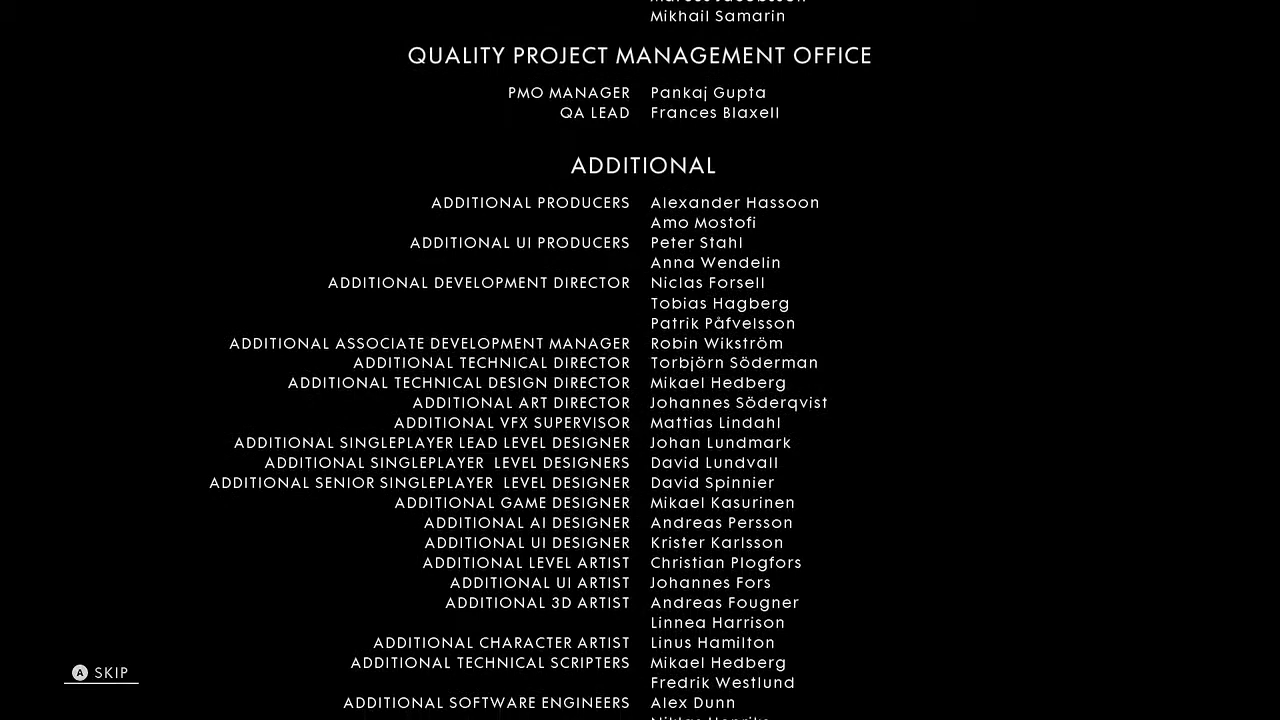 Mikhail Samarin
QUALITY PROJECT MANAGEMENT OFFICE
PMO MANAGER Pankaj Gupta
QA LEAD Frances Blaxell
ADDITIONAL
ADDITIONAL PRODUCERS Alexander Hassoon
Amo Mostofi
ADDITIONAL UI PRODUCERS Peter Stahl
Anna Wendelin
ADDITIONAL DEVELOPMENT DIRECTOR Niclas Forsell
Tobias Hagberg
Patrik Påfvelsson
ADDITIONAL ASSOCIATE DEVELOPMENT MANAGER Robin Wikström
ADDITIONAL TECHNICAL DIRECTOR Torbjörn Söderman
ADDITIONAL TECHNICAL DESIGN DIRECTOR Mikael Hedberg
ADDITIONAL ART DIRECTOR Johannes Söderqvist
ADDITIONAL VFX SUPERVISOR Mattias Lindahl
ADDITIONAL SINGLEPLAYER LEAD LEVEL DESIGNER Johan Lundmark
ADDITIONAL SINGLEPLAYER LEVEL DESIGNERS David Lundvall
ADDITIONAL SENIOR SINGLEPLAYER LEVEL DESIGNER David Spinnier
ADDITIONAL GAME DESIGNER Mikael Kasurinen
ADDITIONAL AI DESIGNER Andreas Persson
ADDITIONAL UI DESIGNER Krister Karlsson
ADDITIONAL LEVEL ARTIST Christian Plogfors
ADDITIONAL UI ARTIST Johannes Fors
ADDITIONAL 3D ARTIST Andreas Fougner
Linnea Harrison
ADDITIONAL CHARACTER ARTIST Linus Hamilton
ADDITIONAL TECHNICAL SCRIPTERS Mikael Hedberg
A SKIP
Fredrik Westlund
ADDITIONAL SOFTWARE ENGINEERS Alex Dunn